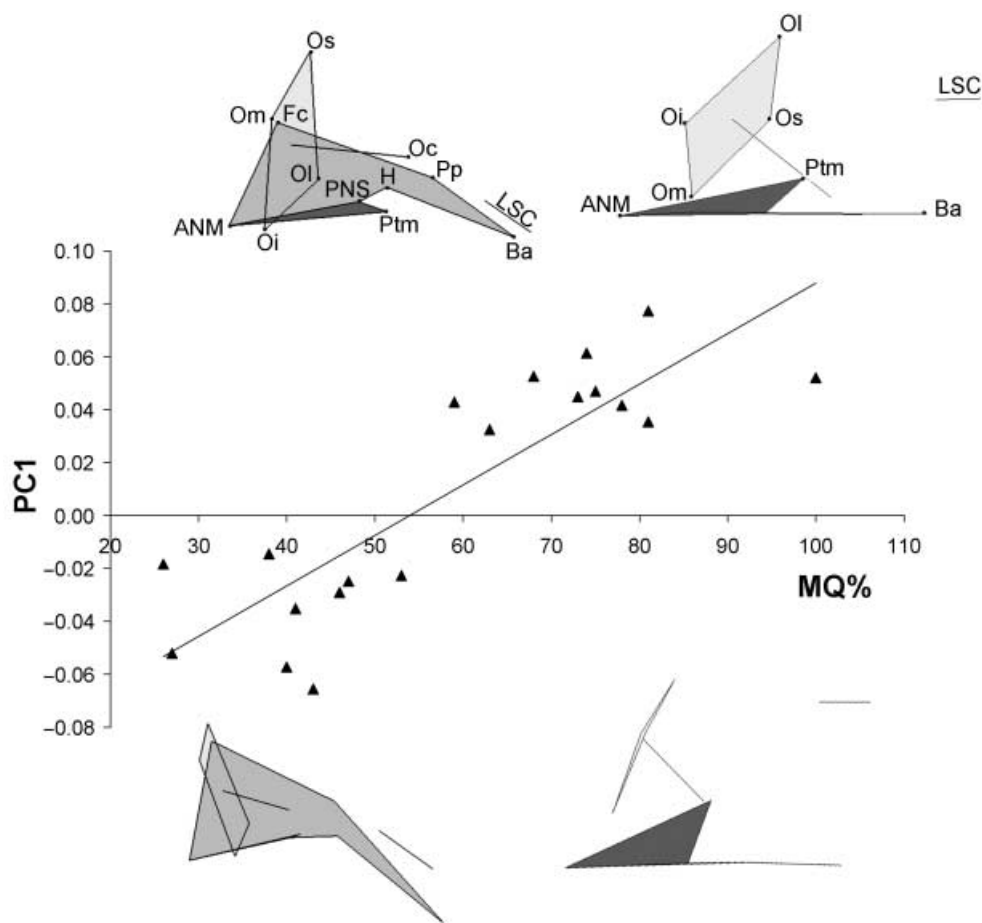 Os
Om Fc
Oc
Ol PNS H Pp
LSC
ANM Oi Ptm Ba
Ol
LSC
Oi Os
Ptm
Om
ANM Ba
0.10
0.08
0.06
0.04
0.02
0.00
−0.02
−0.04
−0.06
−0.08
PC1
20 30 40 50 60 70 80 90 100 110
MQ%